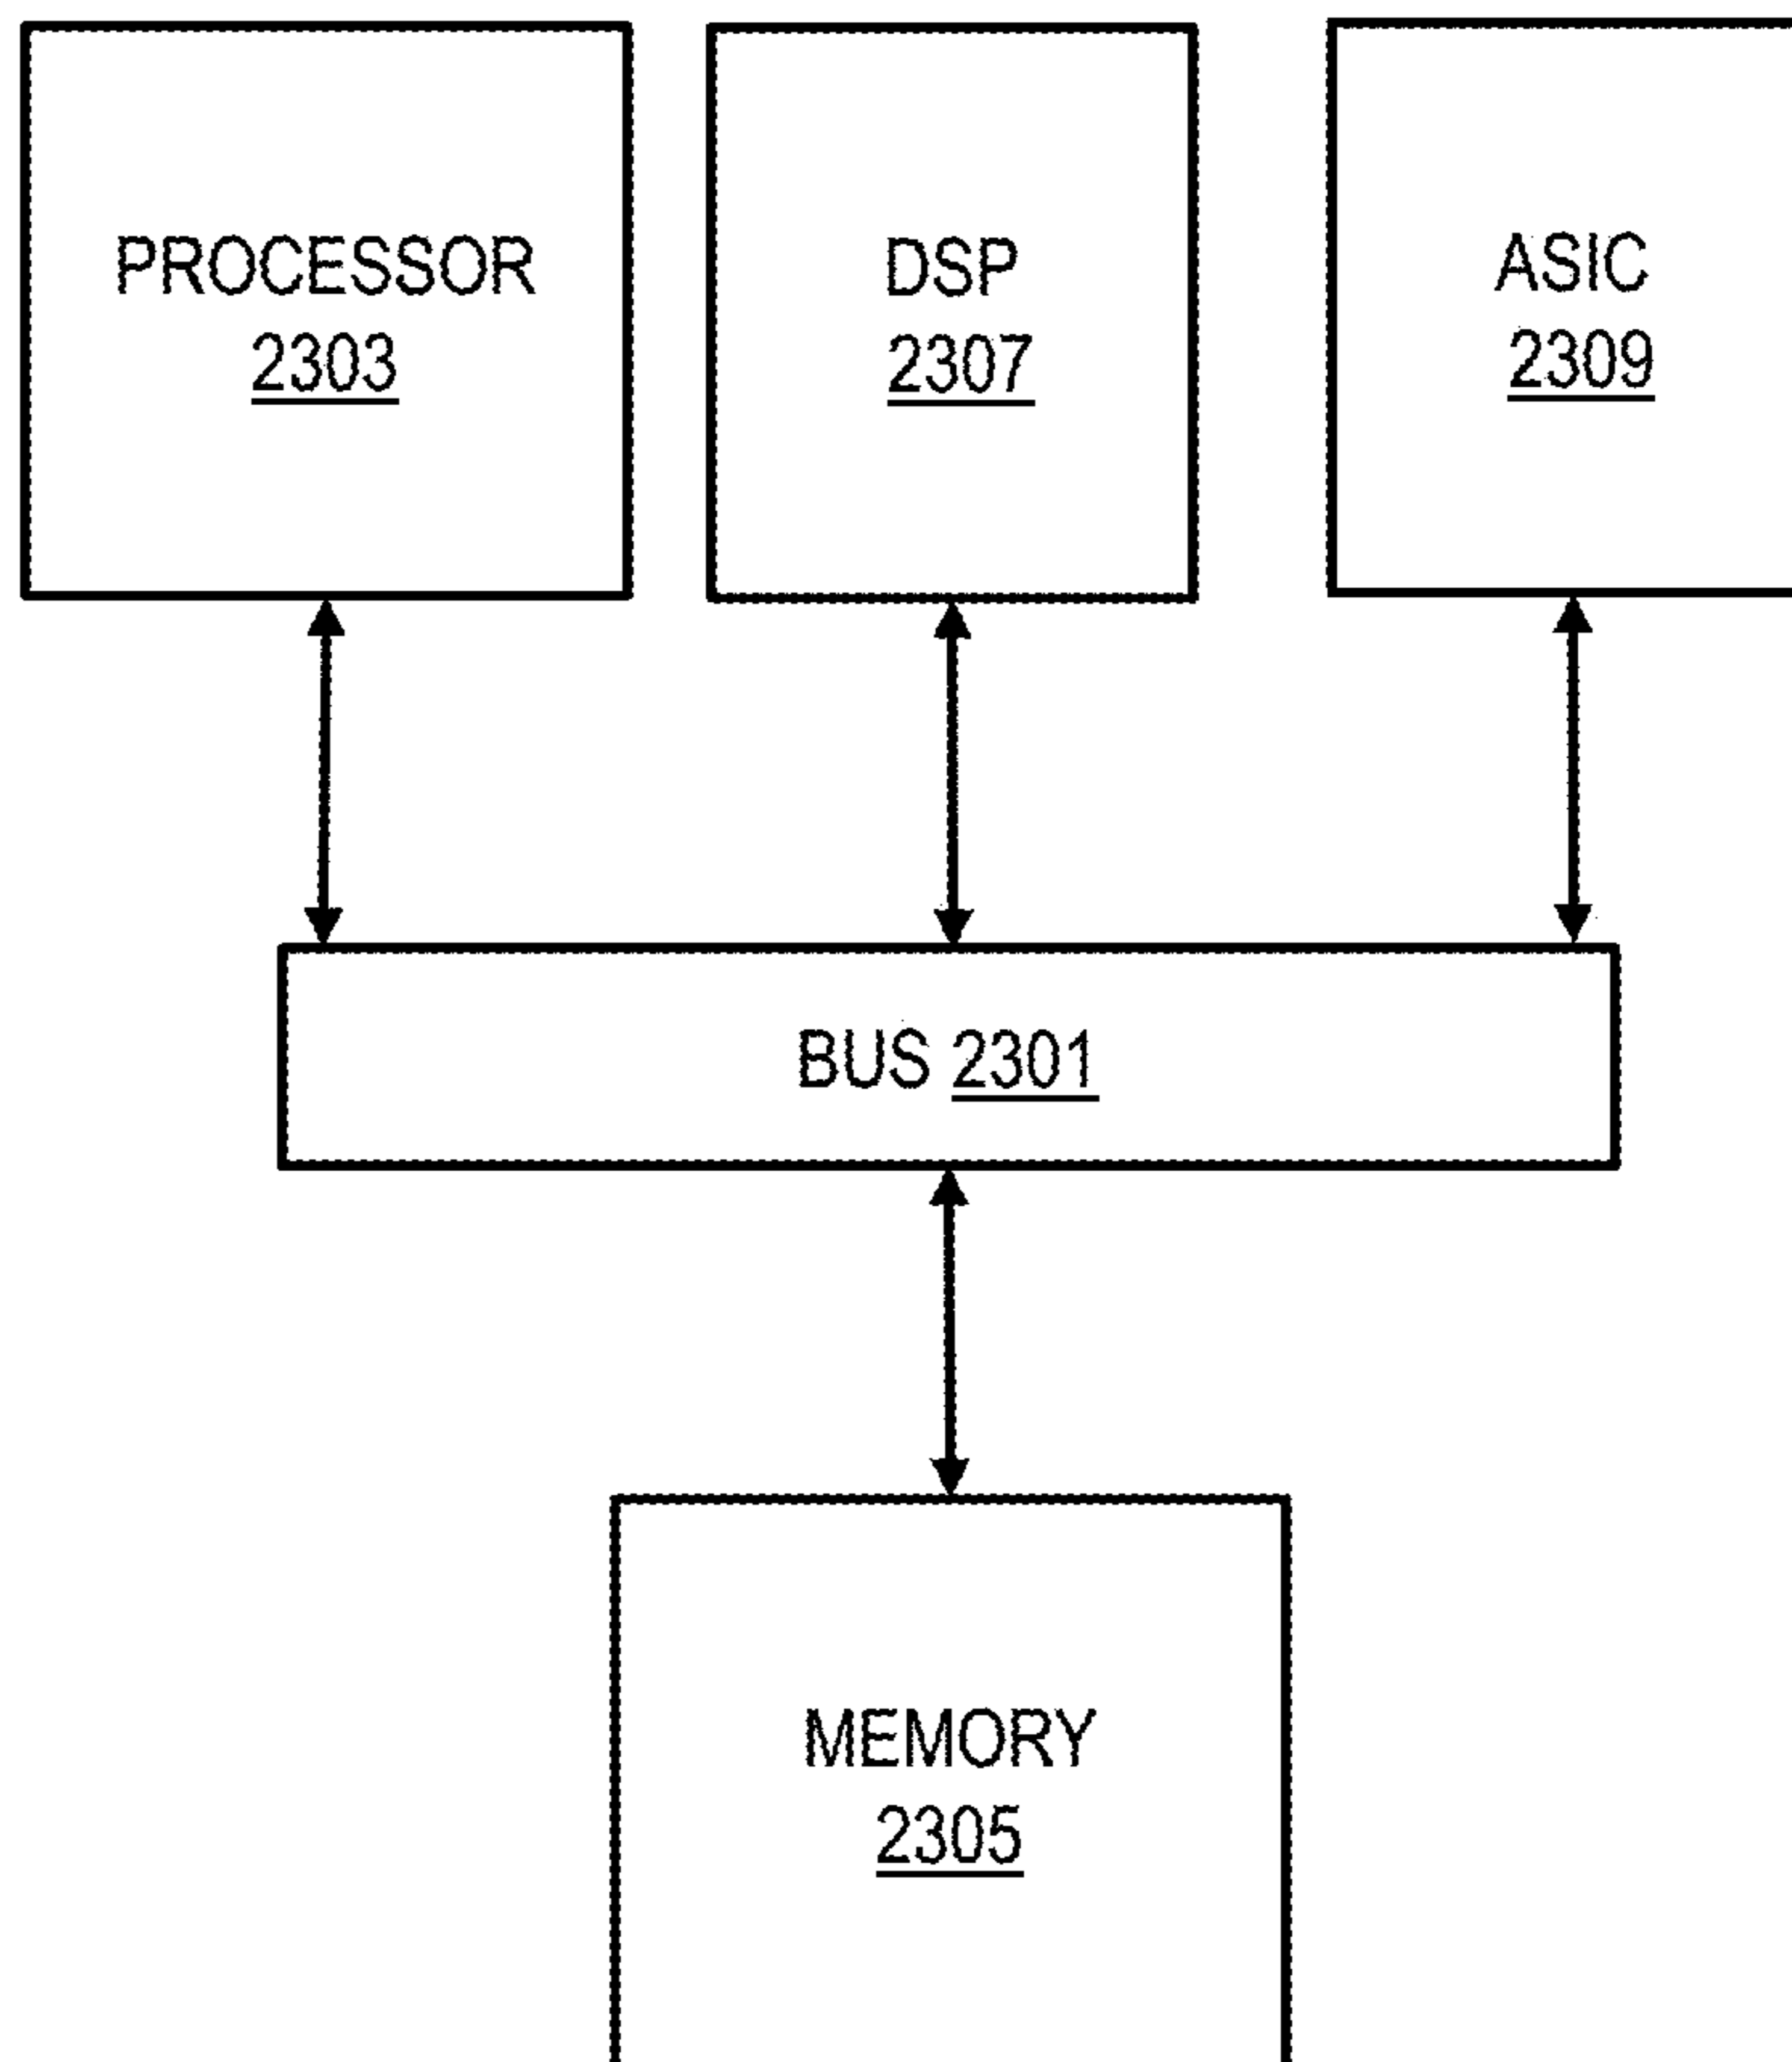 PROCESSOR
2303
DSP
2307
ASIC
2309
BUS 2301
MEMORY
2305